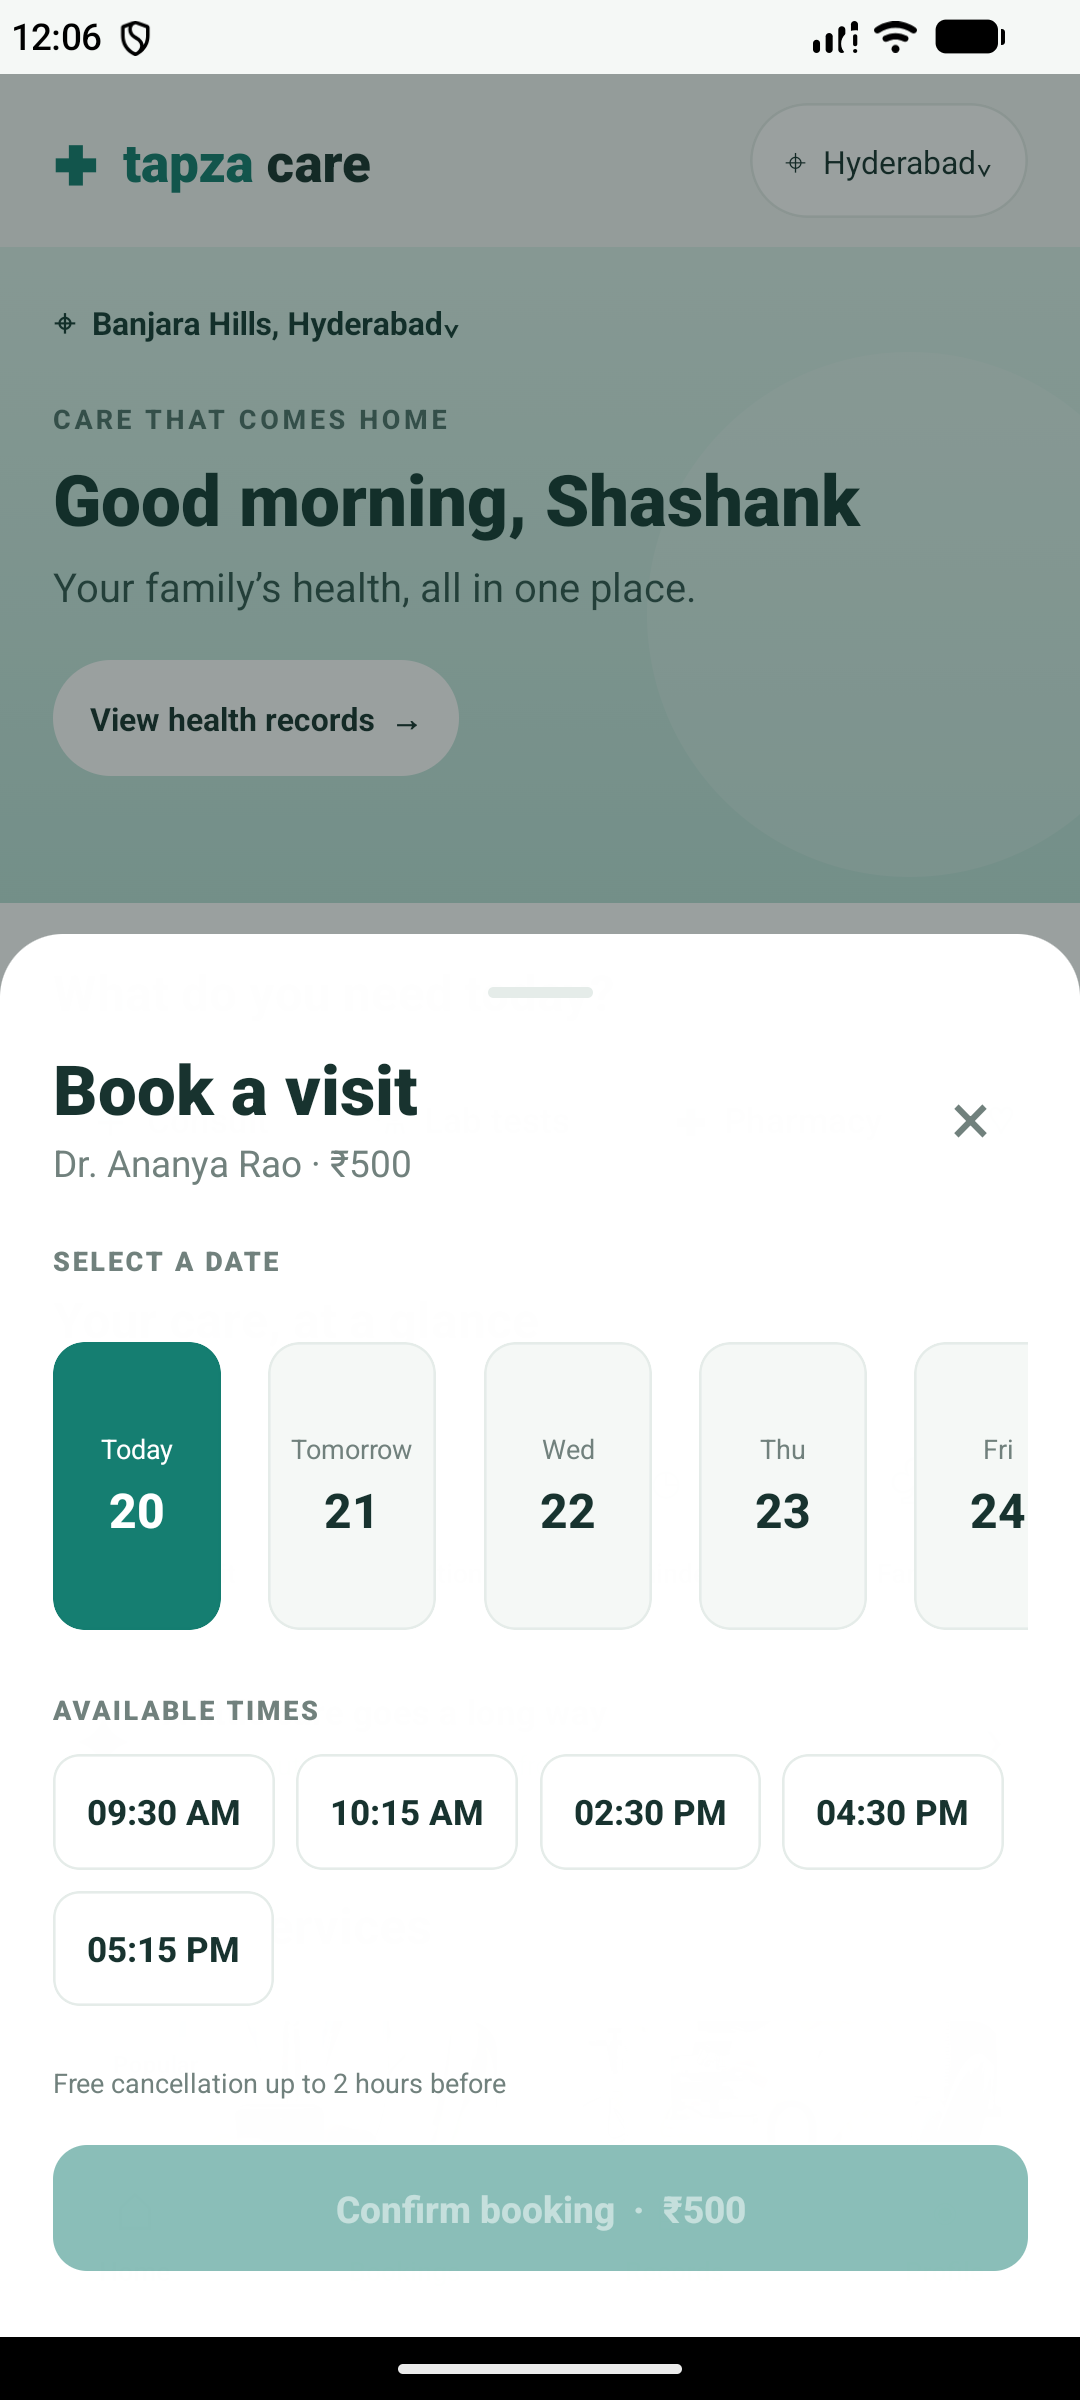 12:06
tapza care
Hyderabad
Banjara Hills, Hyderabad
CARE THAT COMES HOME
Good morning, Shashank
Your family’s health, all in one place.
View health records →
Book a visit
Dr. Ananya Rao · ₹500
SELECT A DATE
Today Tomorrow Wed Thu Fri
20 21 22 23 24
AVAILABLE TIMES
09:30 AM 10:15 AM 02:30 PM 04:30 PM
05:15 PM
Free cancellation up to 2 hours before
Confirm booking · ₹500